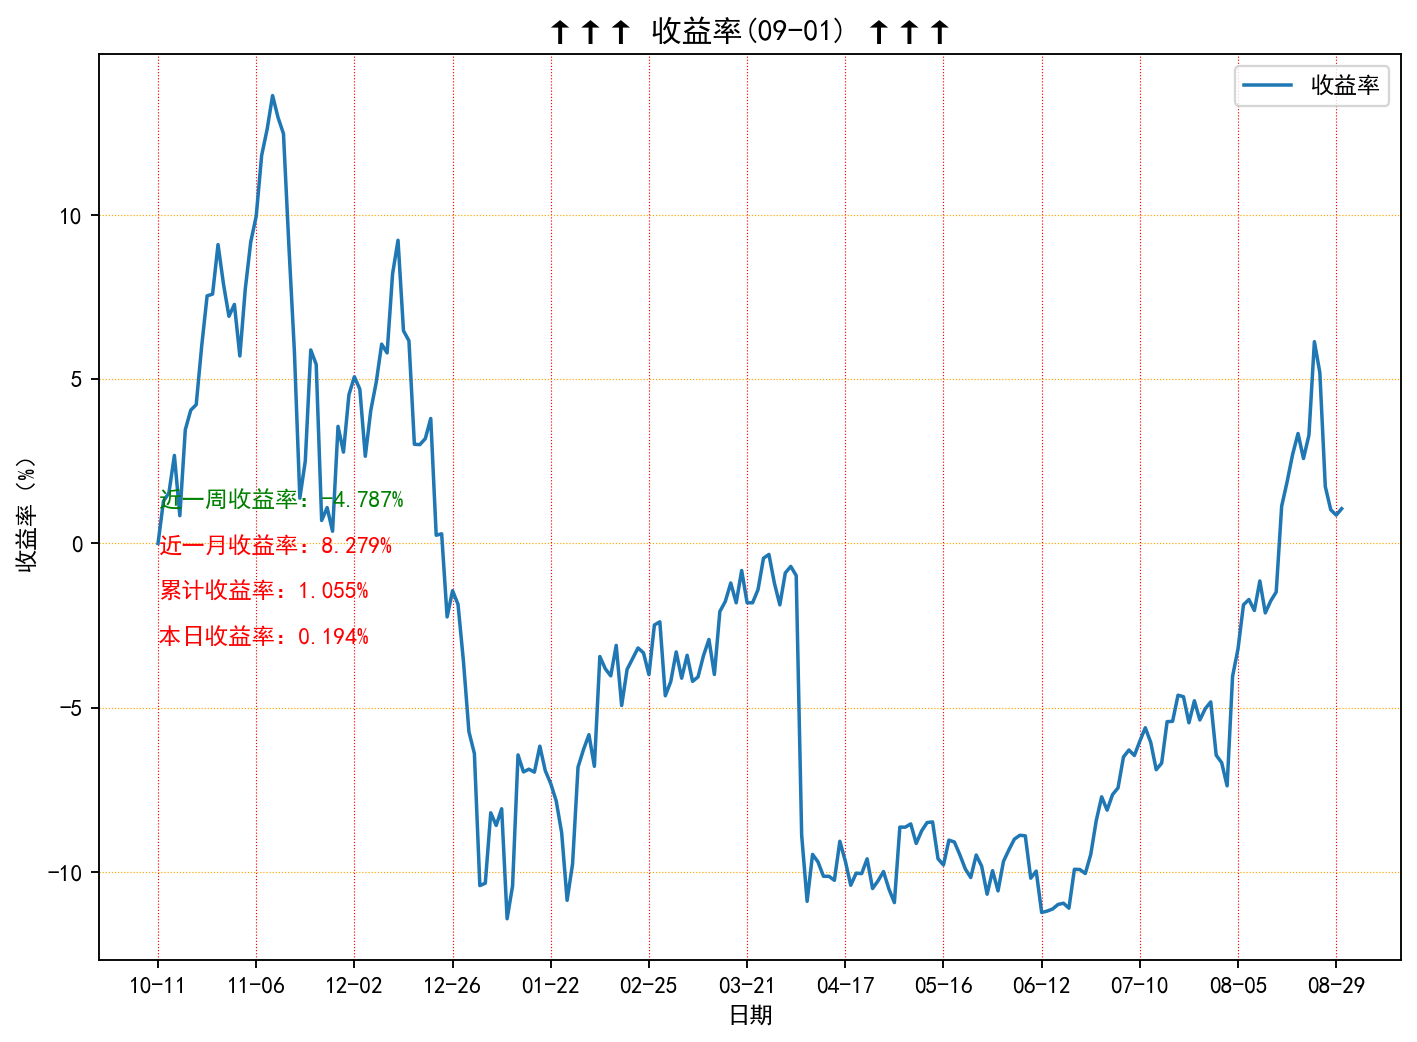 ↑↑↑ 收益率(09-01) ↑↑↑
收益率
10
5
0
-5
-10
收益率（%）
近一周收益率：-4.787%
近一月收益率：8.279%
累计收益率：1.055%
本日收益率：0.194%
10-11 11-06 12-02 12-26 01-22 02-25 03-21 04-17 05-16 06-12 07-10 08-05 08-29
日期